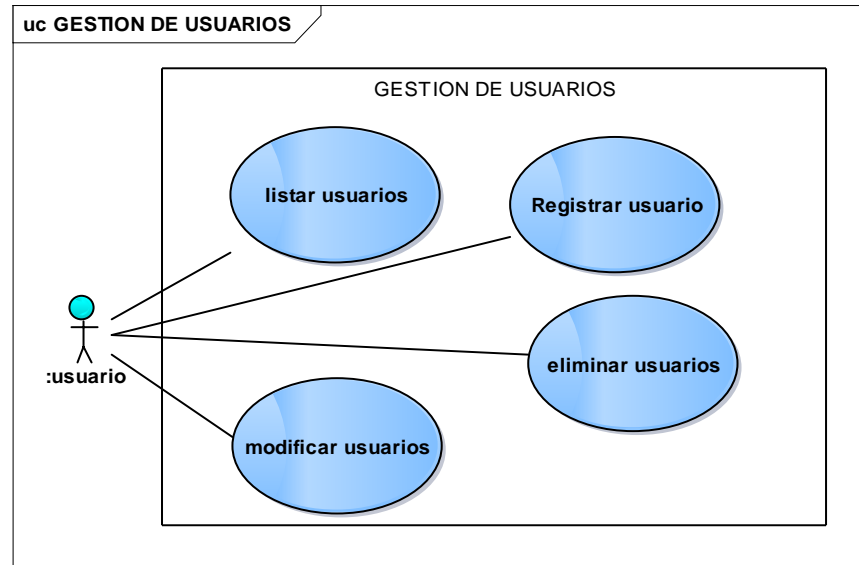 uc GESTION DE USUARIOS
GESTION DE USUARIOS
listar usuarios
Registrar usuario
eliminar usuarios
:usuario
modificar usuarios